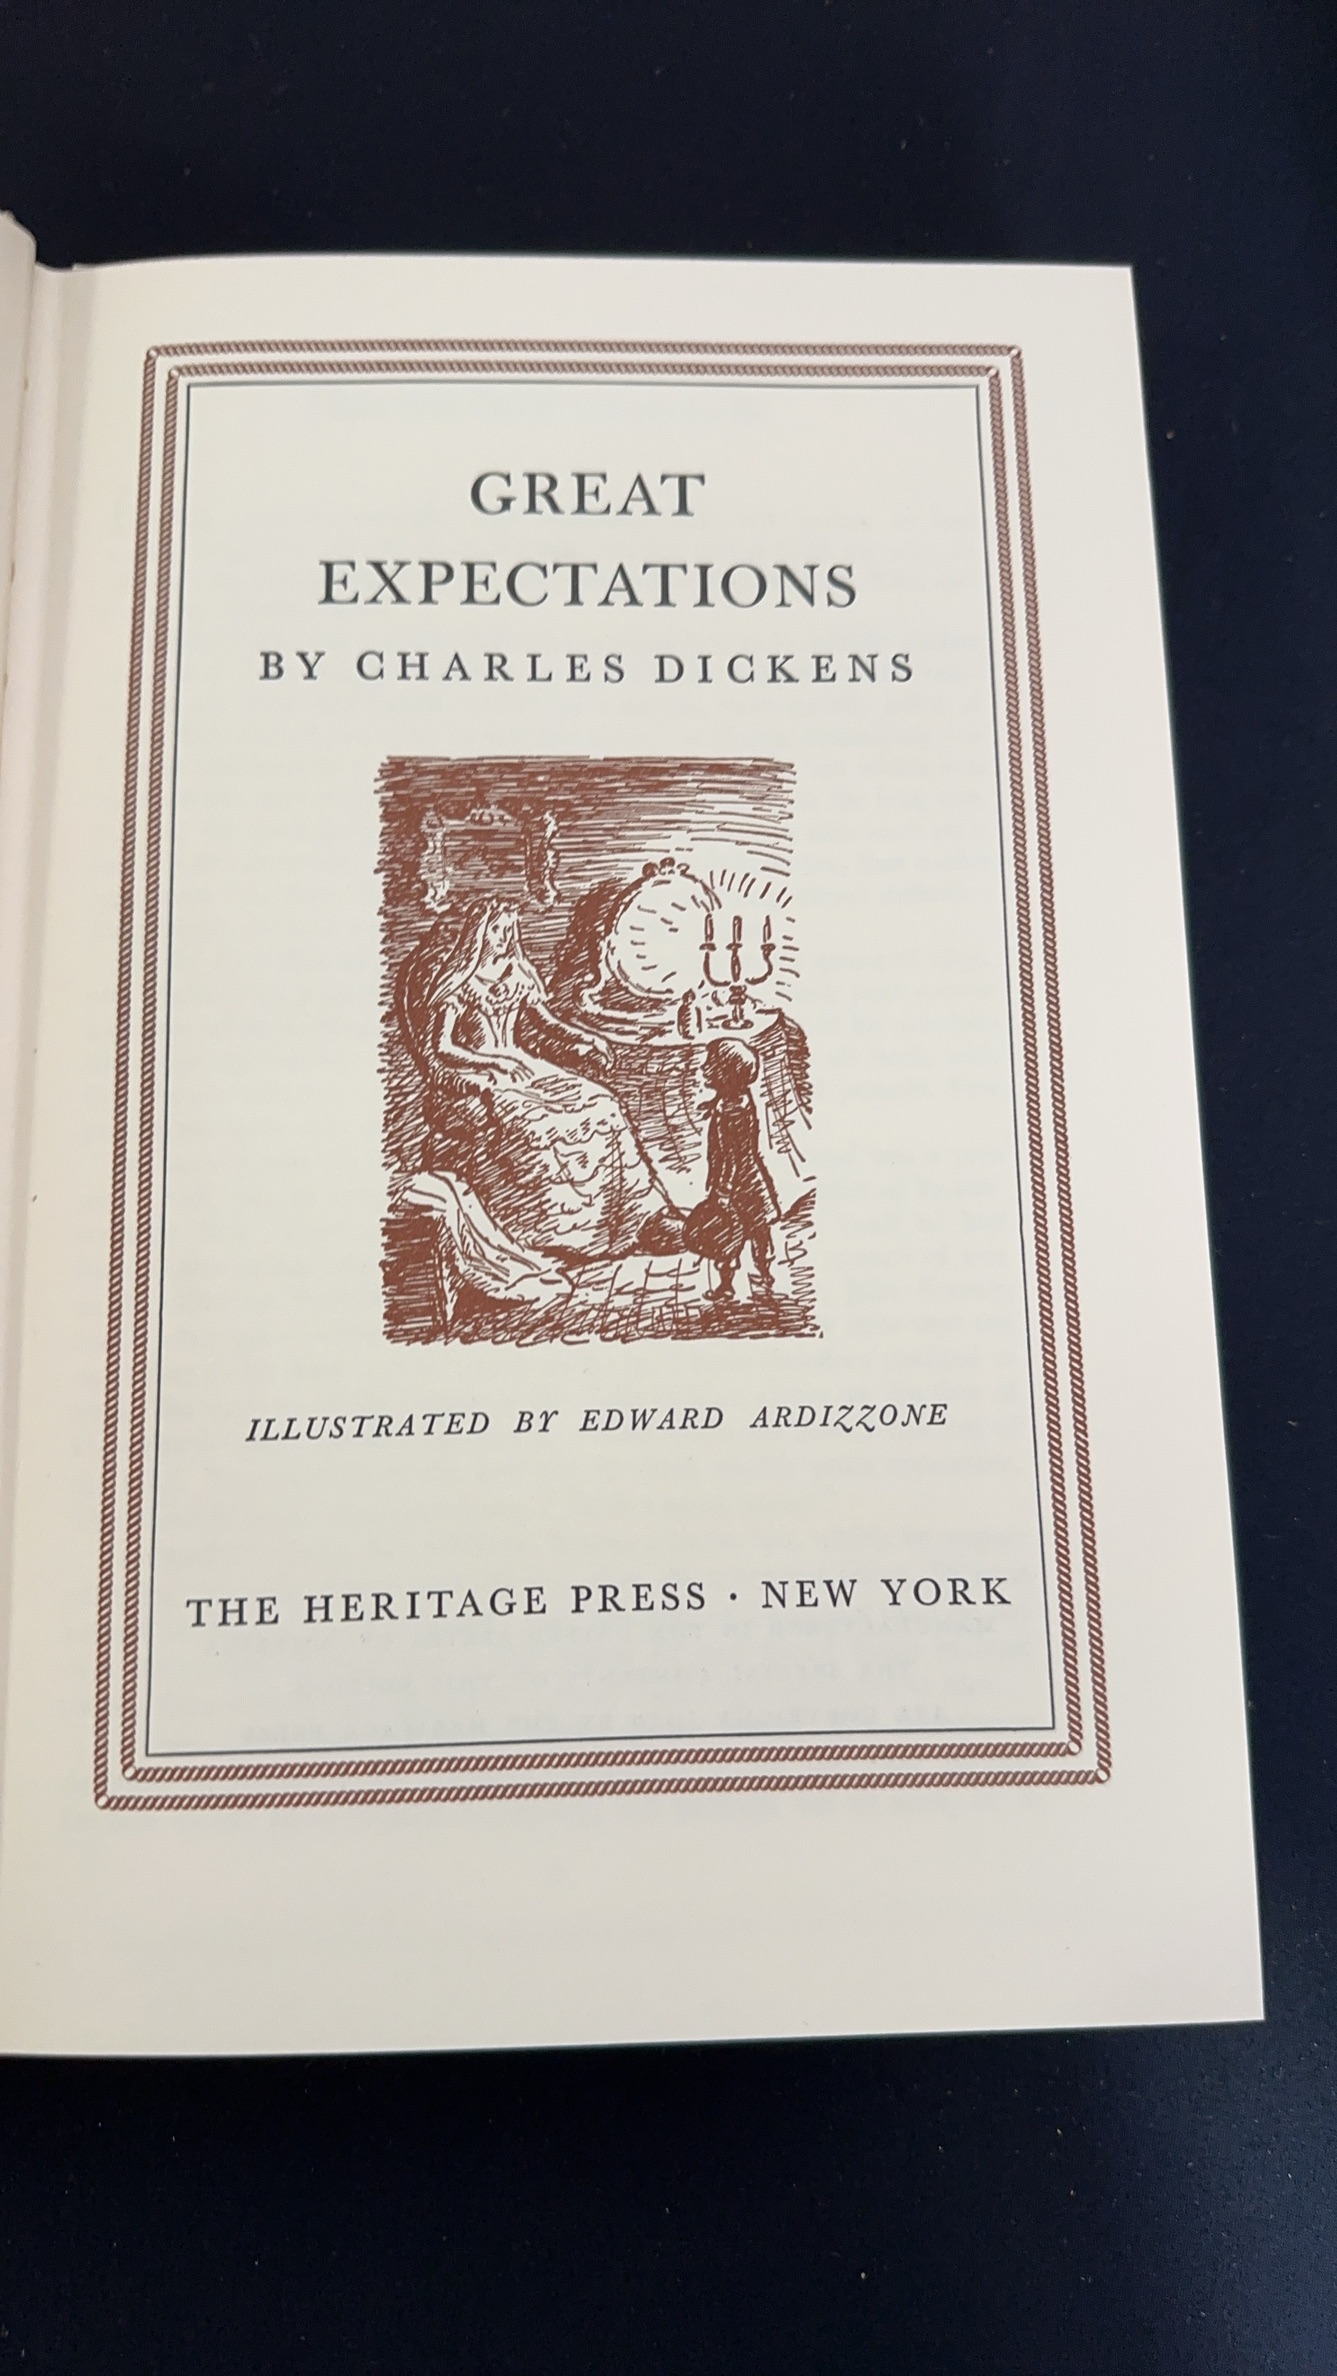 GREAT
EXPECTATIONS
BY CHARLES DICKENS
ILLUSTRATED BY EDWARD ARDIZZONE
THE HERITAGE PRESS · NEW YORK